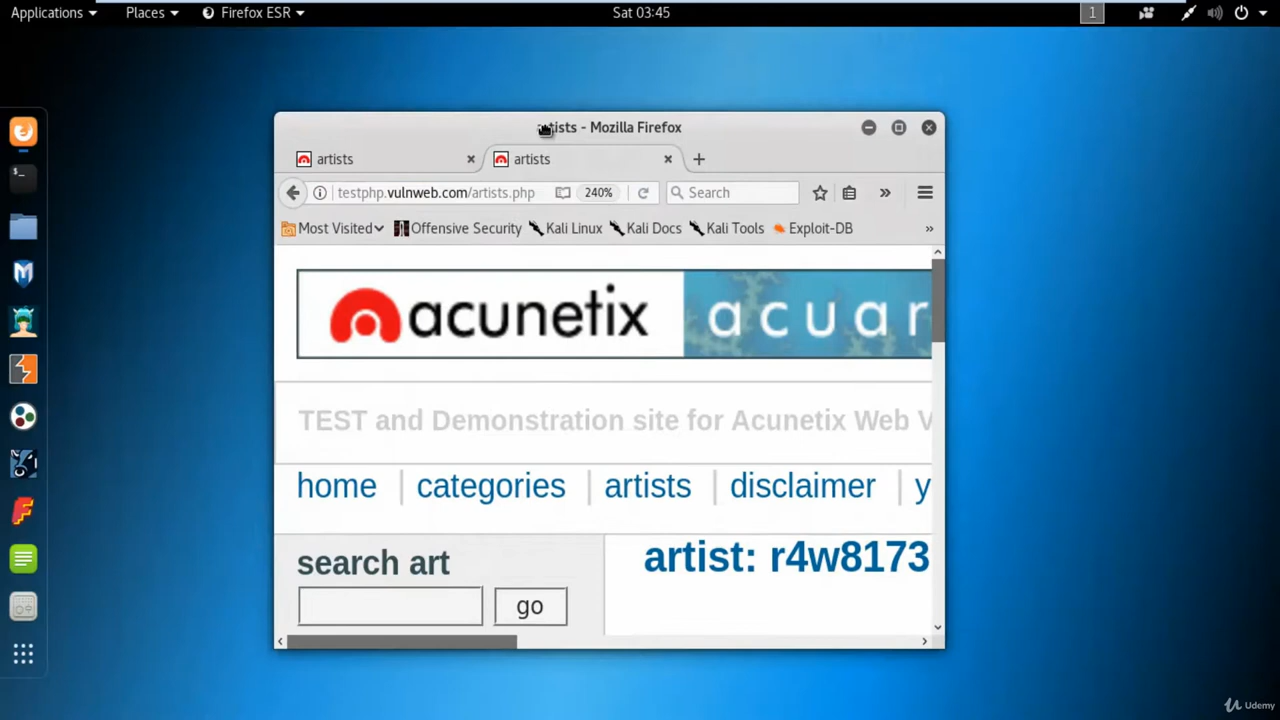 Applications Places Firefox ESR Sat 03:45 1
artists - Mozilla Firefox
artists artists
testphp.vulnweb.com/artists.php 240% Search
Most Visited Offensive Security Kali Linux Kali Docs Kali Tools Exploit-DB »
acunetix acuar
TEST and Demonstration site for Acunetix Web V
home categories artists disclaimer y
search art
artist: r4w8173
go
Udemy